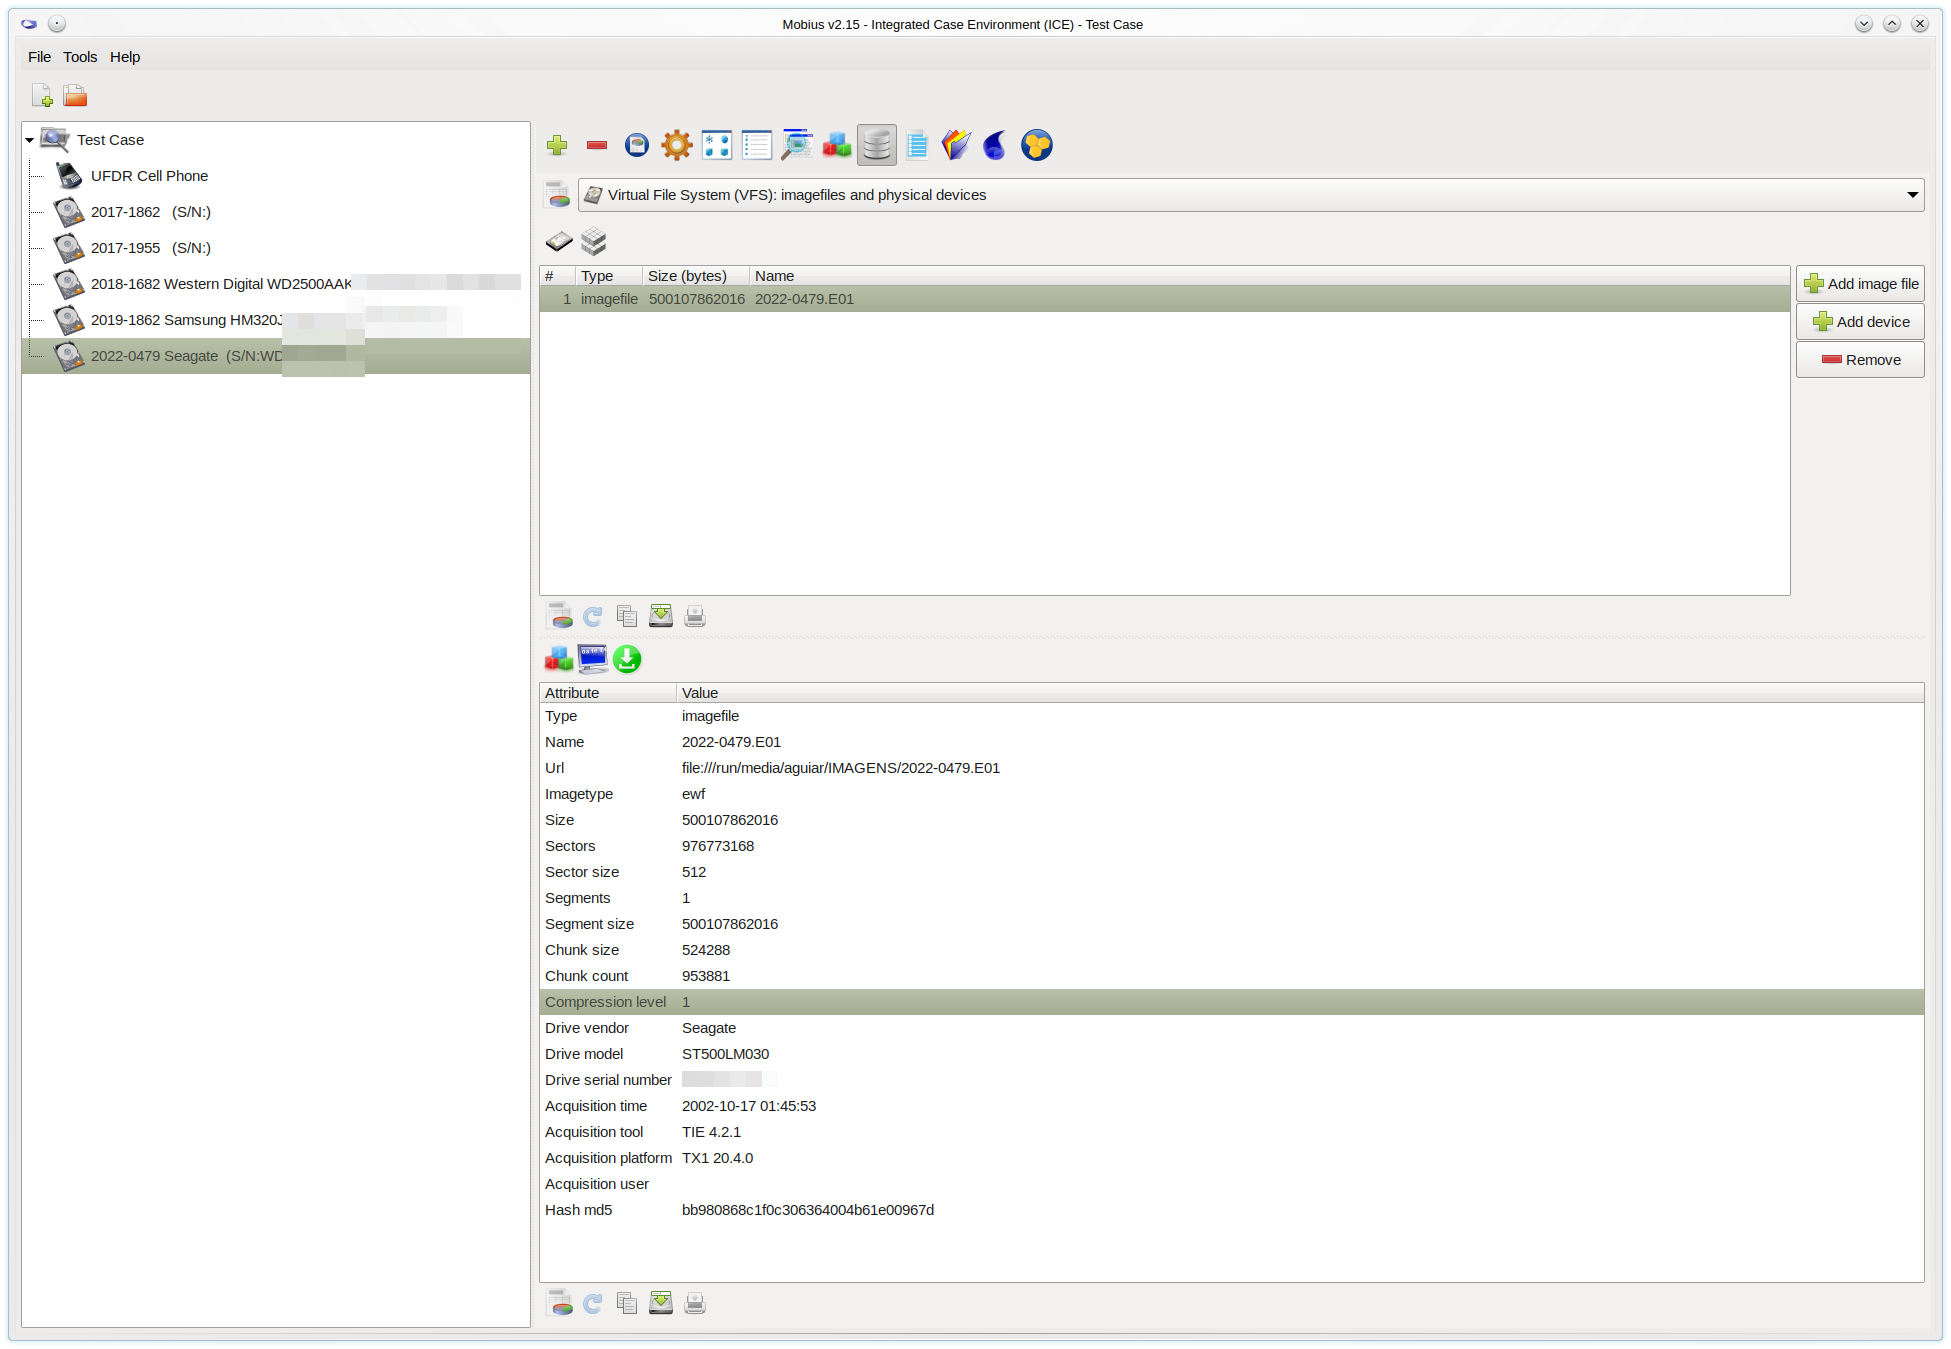 Mobius v2.15 - Integrated Case Environment (ICE) - Test Case
File Tools Help
Test Case
UFDR Cell Phone
2017-1862 (S/N:)
2017-1955 (S/N:)
2018-1682 Western Digital WD2500AAK
2019-1862 Samsung HM320J
2022-0479 Seagate (S/N:WD
Virtual File System (VFS): imagefiles and physical devices
# Type Size (bytes) Name
1 imagefile 500107862016 2022-0479.E01
Add image file
Add device
Remove
Attribute Value
Type imagefile
Name 2022-0479.E01
Url file:///run/media/aguiar/IMAGENS/2022-0479.E01
Imagetype ewf
Size 500107862016
Sectors 976773168
Sector size 512
Segments 1
Segment size 500107862016
Chunk size 524288
Chunk count 953881
Compression level 1
Drive vendor Seagate
Drive model ST500LM030
Drive serial number
Acquisition time 2002-10-17 01:45:53
Acquisition tool TIE 4.2.1
Acquisition platform TX1 20.4.0
Acquisition user
Hash md5 bb980868c1f0c306364004b61e00967d